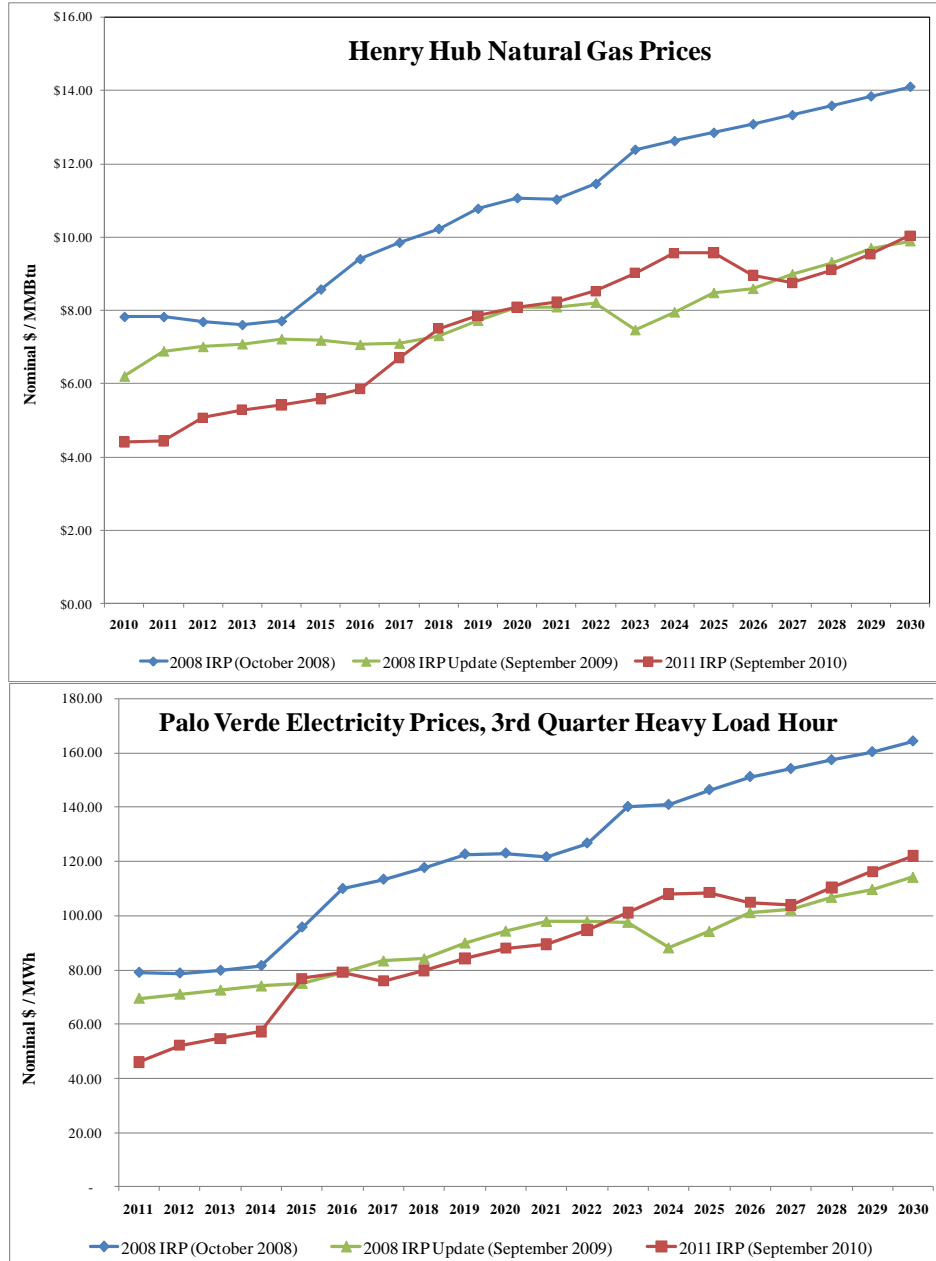 Henry Hub Natural Gas Prices
$16.00
$14.00
$12.00
$10.00
$8.00
$6.00
$4.00
$2.00
$0.00
Nominal $ / MMBtu
2010 2011 2012 2013 2014 2015 2016 2017 2018 2019 2020 2021 2022 2023 2024 2025 2026 2027 2028 2029 2030
2008 IRP (October 2008) 2008 IRP Update (September 2009) 2011 IRP (September 2010)
Palo Verde Electricity Prices, 3rd Quarter Heavy Load Hour
180.00
160.00
140.00
120.00
100.00
80.00
60.00
40.00
20.00
-
Nominal $ / MWh
2011 2012 2013 2014 2015 2016 2017 2018 2019 2020 2021 2022 2023 2024 2025 2026 2027 2028 2029 2030
2008 IRP (October 2008) 2008 IRP Update (September 2009) 2011 IRP (September 2010)